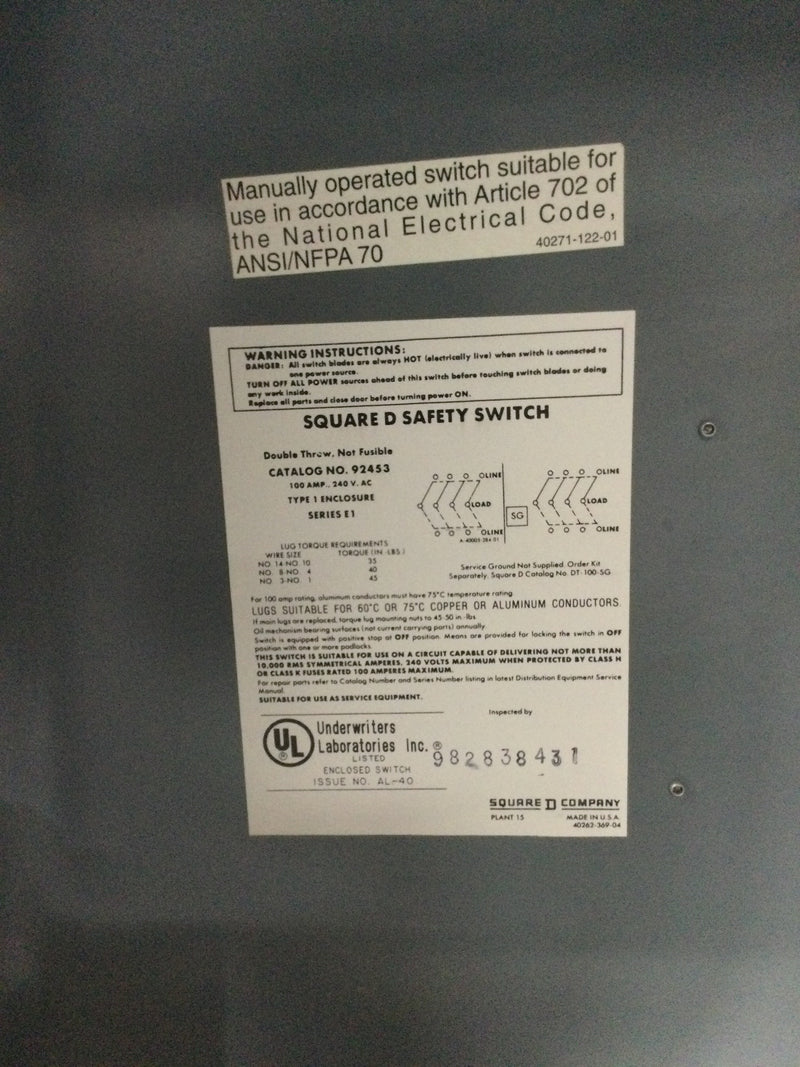 Manually operated switch suitable for
use in accordance with Article 702 of
the National Electrical Code,
ANSI/NFPA 70
40271-122-01
WARNING INSTRUCTIONS:
DANGER: All switch blades are always HOT (electrically live) when switch is connected to
one power source.
TURN OFF ALL POWER sources ahead of this switch before touching switch blades or doing
any work inside.
Replace all parts and close door before turning power ON.
SQUARE D SAFETY SWITCH
Double Throw, Not Fusible
CATALOG NO. 92453
100 AMP., 240 V. AC
TYPE 1 ENCLOSURE
SERIES E1
LUG TORQUE REQUIREMENTS
WIRE SIZE TORQUE (IN-LBS)
NO. 14-NO. 10 35
NO. 8-NO. 4 40
NO. 3-NO. 1 45
LINE
LOAD
LINE
SG
LINE
LOAD
LINE
Service Ground Not Supplied. Order Kit
Separately. Square D Catalog No. DT-100-SG
For 100 amp rating, aluminum conductors must have 75°C temperature rating.
LUGS SUITABLE FOR 60°C OR 75°C COPPER OR ALUMINUM CONDUCTORS.
If main lugs are replaced, torque lug mounting nuts to 45-50 in-lbs.
Oil mechanism bearing surfaces (not current carrying parts) annually.
Switch is equipped with positive stop at OFF position. Means are provided for locking the switch in OFF
position with one or more padlocks.
THIS SWITCH IS SUITABLE FOR USE ON A CIRCUIT CAPABLE OF DELIVERING NOT MORE THAN
10,000 RMS SYMMETRICAL AMPERES, 240 VOLTS MAXIMUM WHEN PROTECTED BY CLASS H
OR CLASS K FUSES RATED 100 AMPERES MAXIMUM.
For repair parts refer to Catalog Number and Series Number listing in latest Distribution Equipment Service
Manual.
SUITABLE FOR USE AS SERVICE EQUIPMENT.
Inspected by
UL
Underwriters
Laboratories Inc.®
LISTED
982838431
ENCLOSED SWITCH
ISSUE NO. AL-40
SQUARE D COMPANY
PLANT 15 MADE IN U.S.A.
40262-369-04